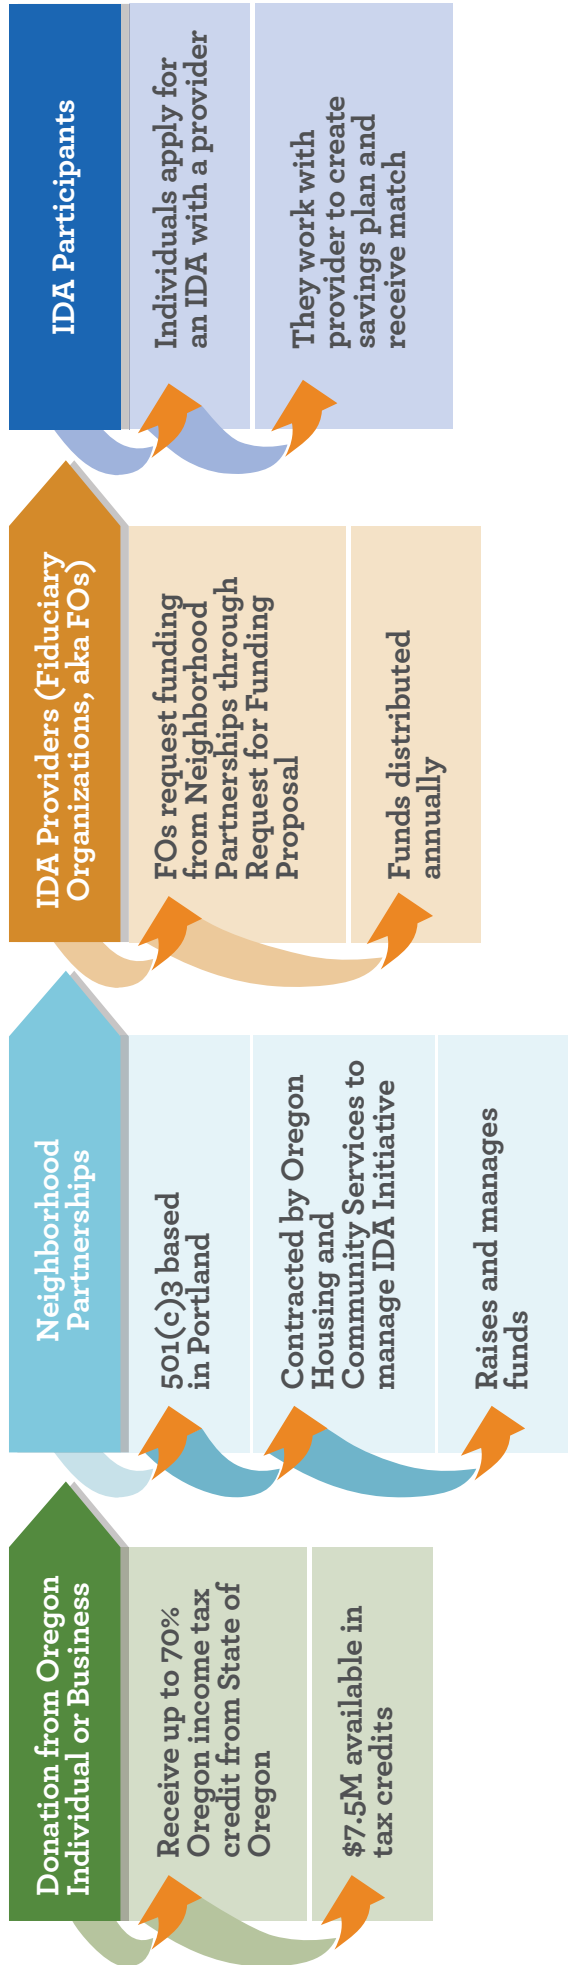 Donation from Oregon
Individual or Business
Receive up to 70%
Oregon income tax
credit from State of
Oregon
$7.5M available in
tax credits
Neighborhood
Partnerships
501(c)3 based
in Portland
Contracted by Oregon
Housing and
Community Services to
manage IDA Initiative
Raises and manages
funds
IDA Providers (Fiduciary
Organizations, aka FOs)
FOs request funding
from Neighborhood
Partnerships through
Request for Funding
Proposal
Funds distributed
annually
IDA Participants
Individuals apply for
an IDA with a provider
They work with
provider to create
savings plan and
receive match